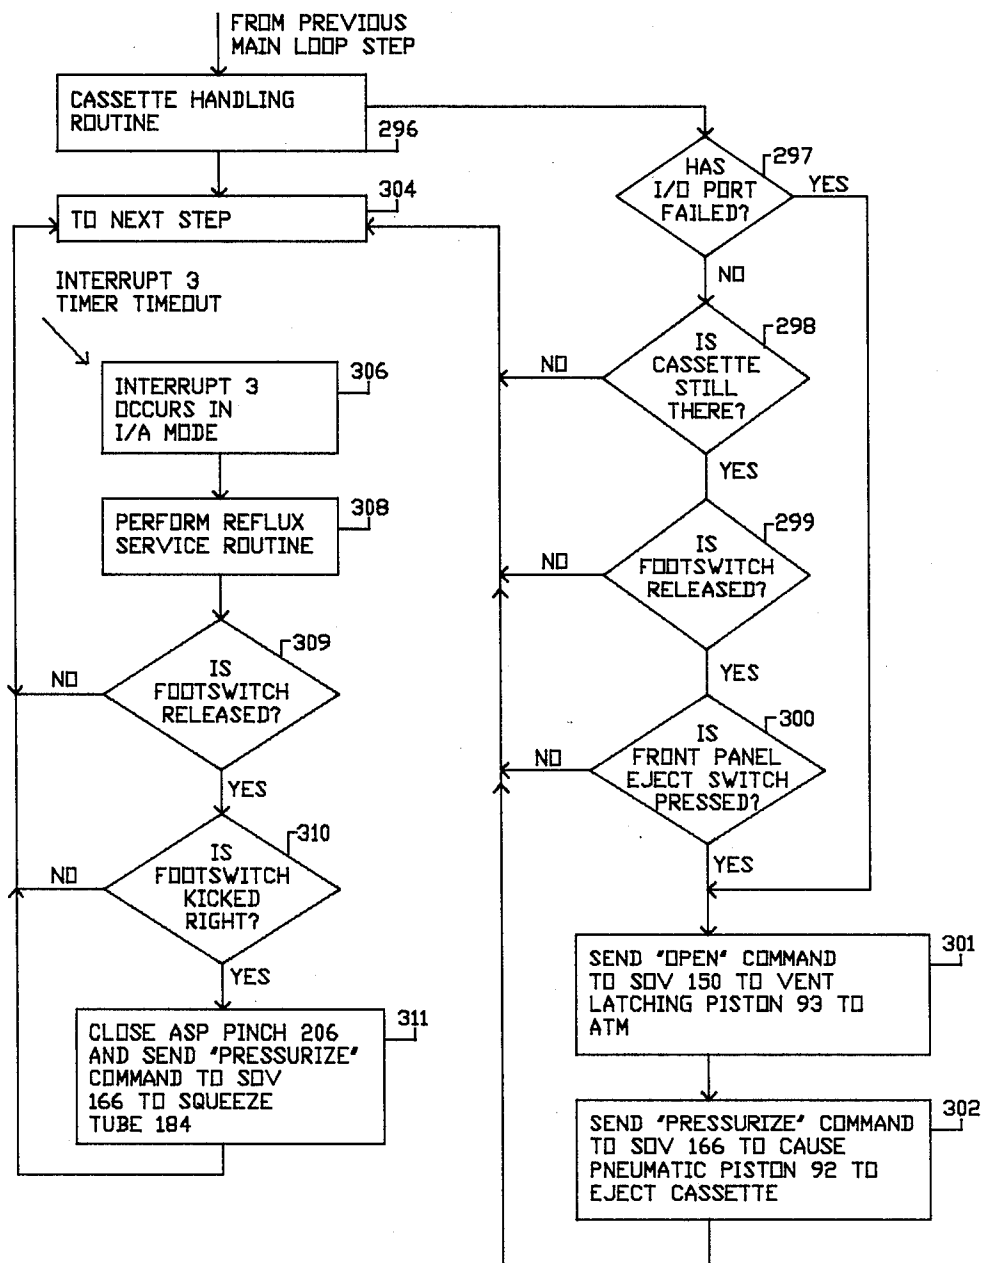 FROM PREVIOUS
MAIN LOOP STEP
CASSETTE HANDLING
ROUTINE
296
304
TO NEXT STEP
INTERRUPT 3
TIMER TIMEOUT
306
INTERRUPT 3
OCCURS IN
I/A MODE
308
PERFORM REFLUX
SERVICE ROUTINE
309
IS
FOOTSWITCH
RELEASED?
NO
YES
310
IS
FOOTSWITCH
KICKED
RIGHT?
NO
YES
311
CLOSE ASP PINCH 206
AND SEND "PRESSURIZE"
COMMAND TO SOV
166 TO SQUEEZE
TUBE 184
297
HAS
I/O PORT
FAILED?
YES
NO
298
IS
CASSETTE
STILL
THERE?
NO
YES
299
IS
FOOTSWITCH
RELEASED?
NO
YES
300
IS
FRONT PANEL
EJECT SWITCH
PRESSED?
NO
YES
301
SEND "OPEN" COMMAND
TO SOV 150 TO VENT
LATCHING PISTON 93 TO
ATM
302
SEND "PRESSURIZE" COMMAND
TO SOV 166 TO CAUSE
PNEUMATIC PISTON 92 TO
EJECT CASSETTE